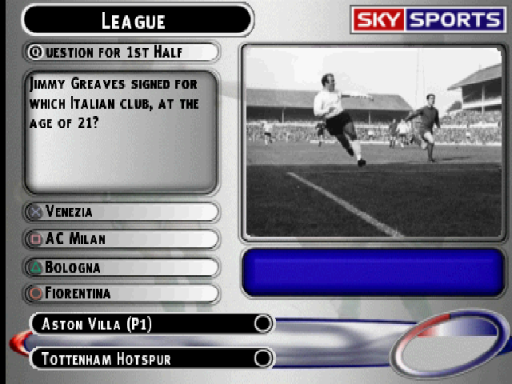 League
SKY SPORTS
Question for 1st Half
Jimmy Greaves signed for
which Italian club, at the
age of 21?
Venezia
AC Milan
Bologna
Fiorentina
Aston Villa (P1)
Tottenham Hotspur